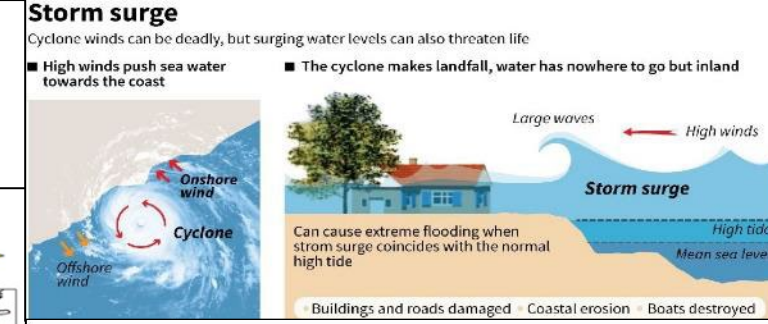 Storm surge
Cyclone winds can be deadly, but surging water levels can also threaten life
■ High winds push sea water
towards the coast
Onshore
wind
Cyclone
Offshore
wind
■ The cyclone makes landfall, water has nowhere to go but inland
Large waves
High winds
Storm surge
High tid
Mean sea leve
Can cause extreme flooding when
strom surge coincides with the normal
high tide
Buildings and roads damaged Coastal erosion Boats destroyed